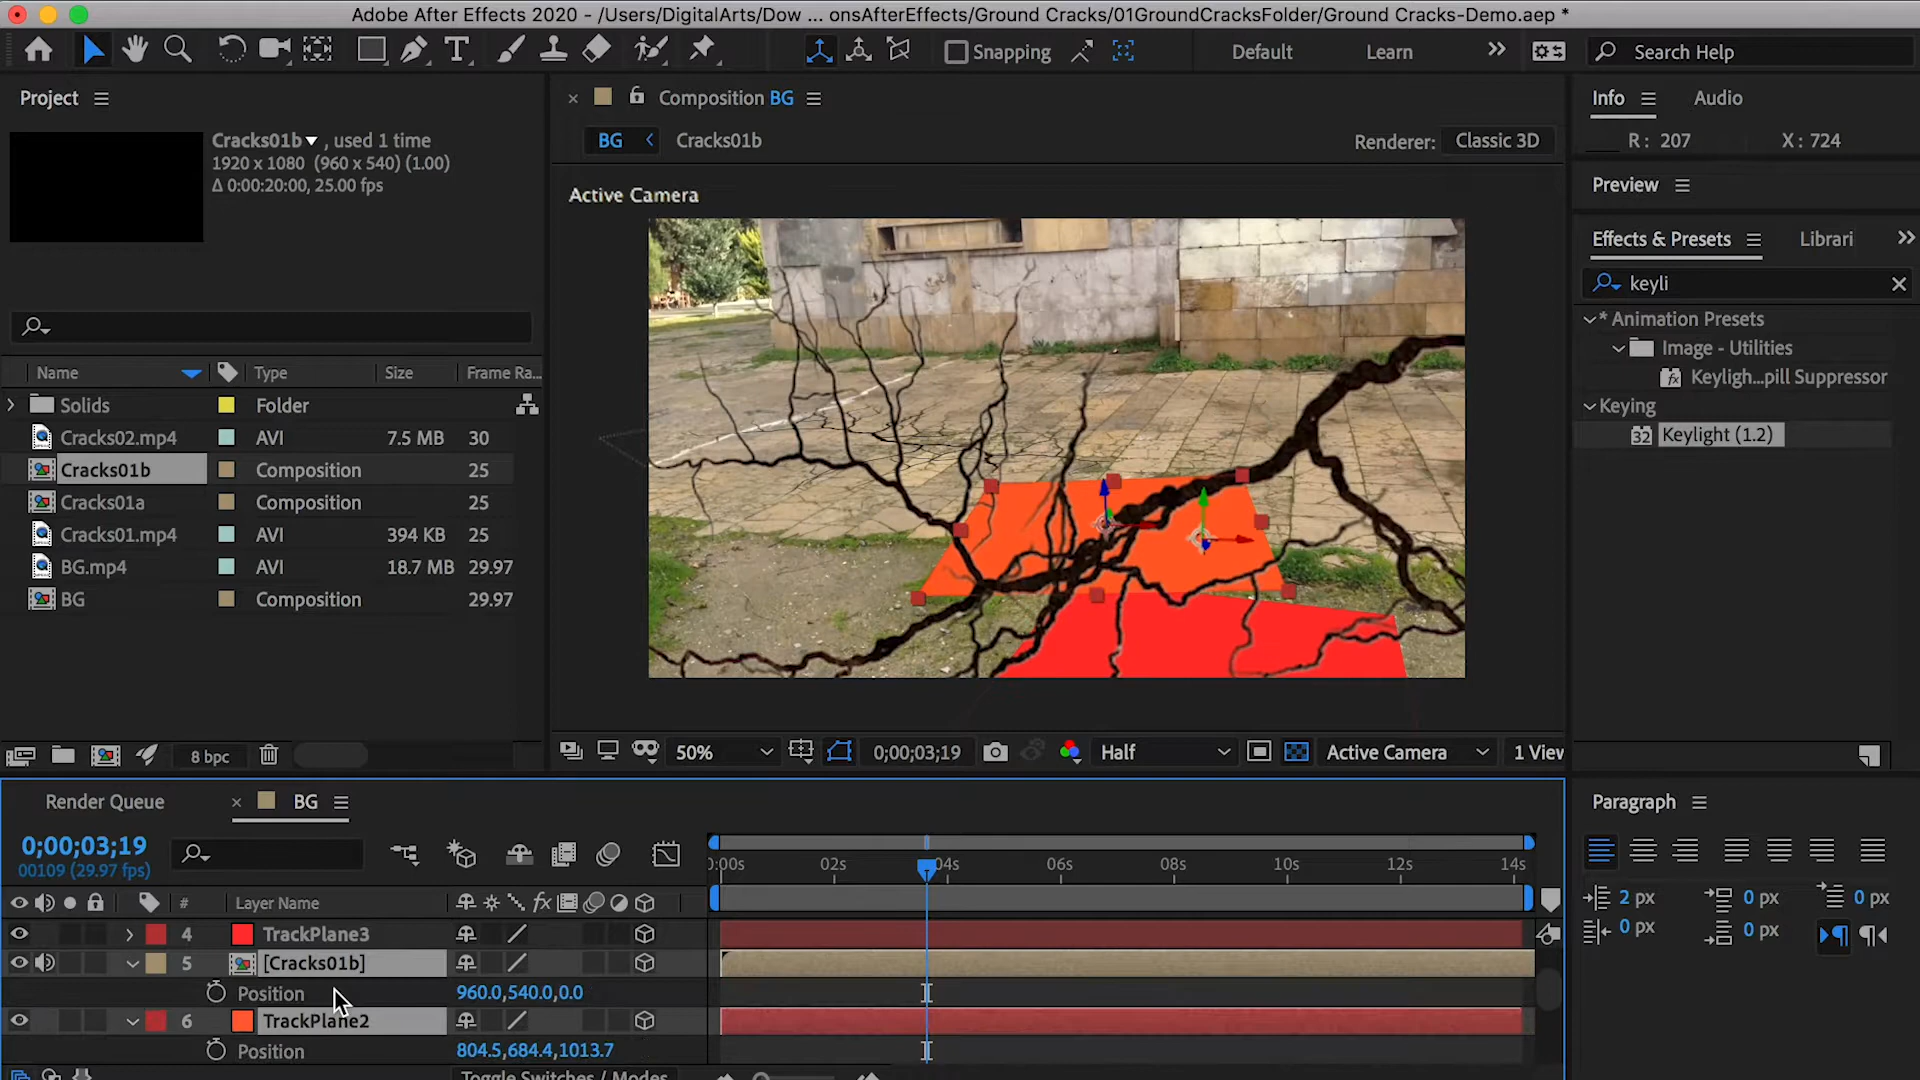 Adobe After Effects 2020 - /Users/DigitalArts/Dow ... onsAfterEffects/Ground Cracks/01GroundCracksFolder/Ground Cracks-Demo.aep *
Snapping
Default
Learn
Search Help
Project
Composition BG
Info
Audio
Cracks01b , used 1 time
1920 x 1080 (960 x 540) (1.00)
Δ 0:00:20:00, 25.00 fps
BG
Cracks01b
Renderer:
Classic 3D
R: 207
X: 724
Active Camera
Preview
Effects & Presets
Librari
keyli
* Animation Presets
Image - Utilities
Keyligh...pill Suppressor
Keying
32 Keylight (1.2)
Name
Type
Size
Frame Ra...
Solids
Folder
Cracks02.mp4
AVI
7.5 MB
30
Cracks01b
Composition
25
Cracks01a
Composition
25
Cracks01.mp4
AVI
394 KB
25
BG.mp4
AVI
18.7 MB
29.97
BG
Composition
29.97
8 bpc
50%
0;00;03;19
Half
Active Camera
1 View
Render Queue
BG
Paragraph
0;00;03;19
00109 (29.97 fps)
0:00s
02s
04s
06s
08s
10s
12s
14s
# Layer Name
fx
4
TrackPlane3
5
[Cracks01b]
Position
960.0,540.0,0.0
6
TrackPlane2
Position
804.5,684.4,1013.7
Toggle Switches / Modes
2 px
0 px
0 px
0 px
0 px